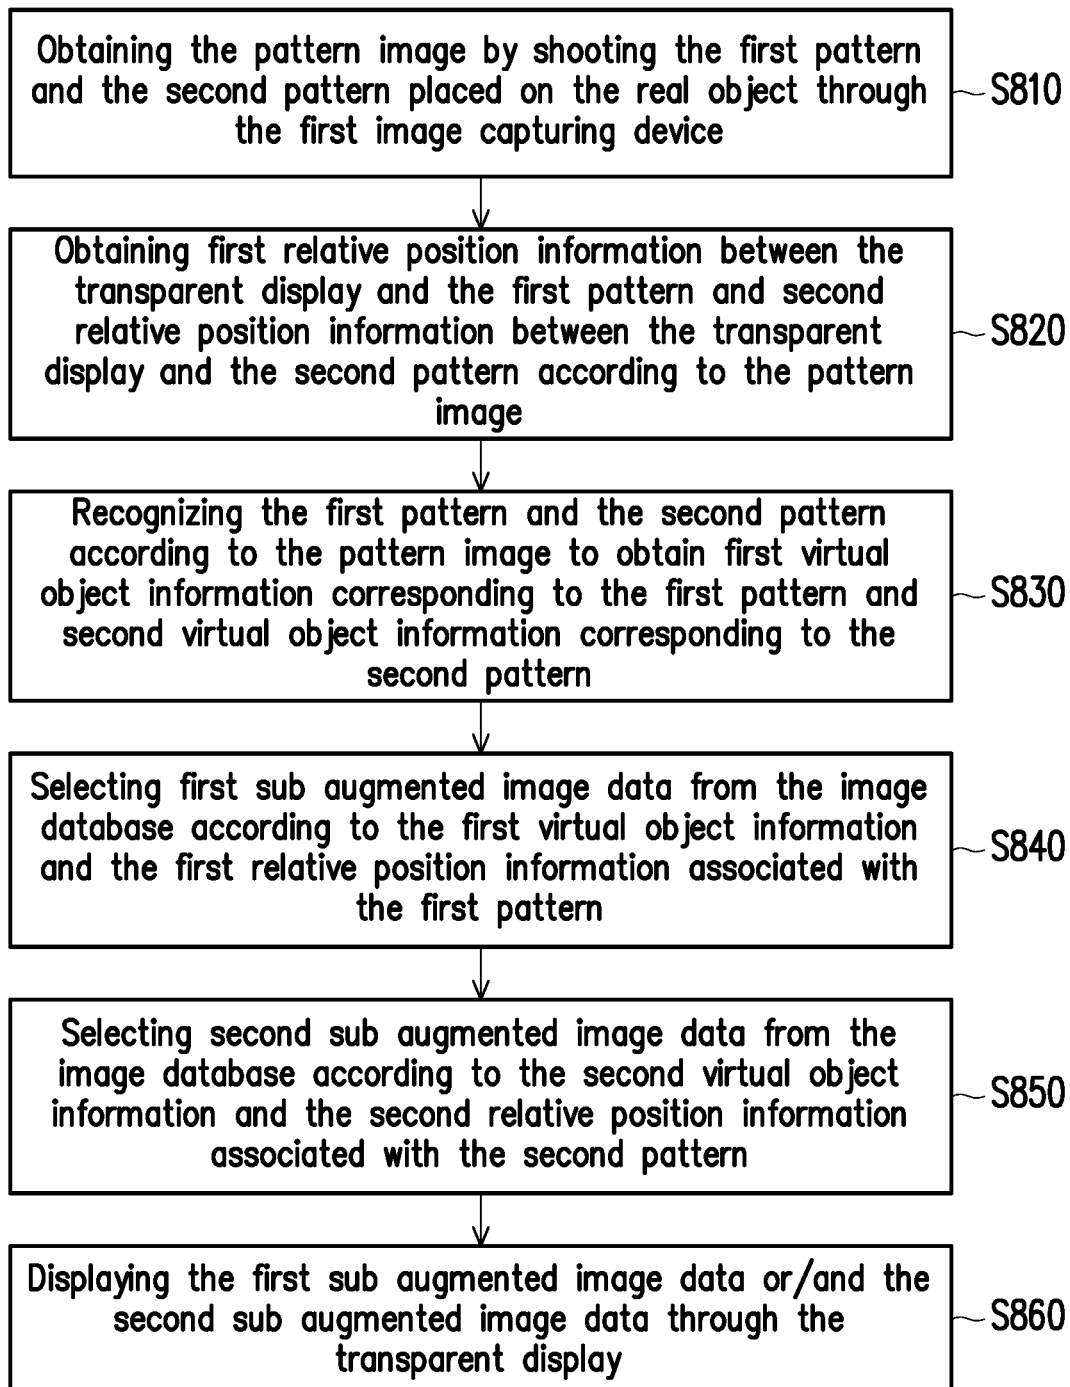 Obtaining the pattern image by shooting the first pattern
and the second pattern placed on the real object through
the first image capturing device
S810
Obtaining first relative position information between the
transparent display and the first pattern and second
relative position information between the transparent
display and the second pattern according to the pattern
image
S820
Recognizing the first pattern and the second pattern
according to the pattern image to obtain first virtual
object information corresponding to the first pattern and
second virtual object information corresponding to the
second pattern
S830
Selecting first sub augmented image data from the image
database according to the first virtual object information
and the first relative position information associated with
the first pattern
S840
Selecting second sub augmented image data from the
image database according to the second virtual object
information and the second relative position information
associated with the second pattern
S850
Displaying the first sub augmented image data or/and the
second sub augmented image data through the
transparent display
S860